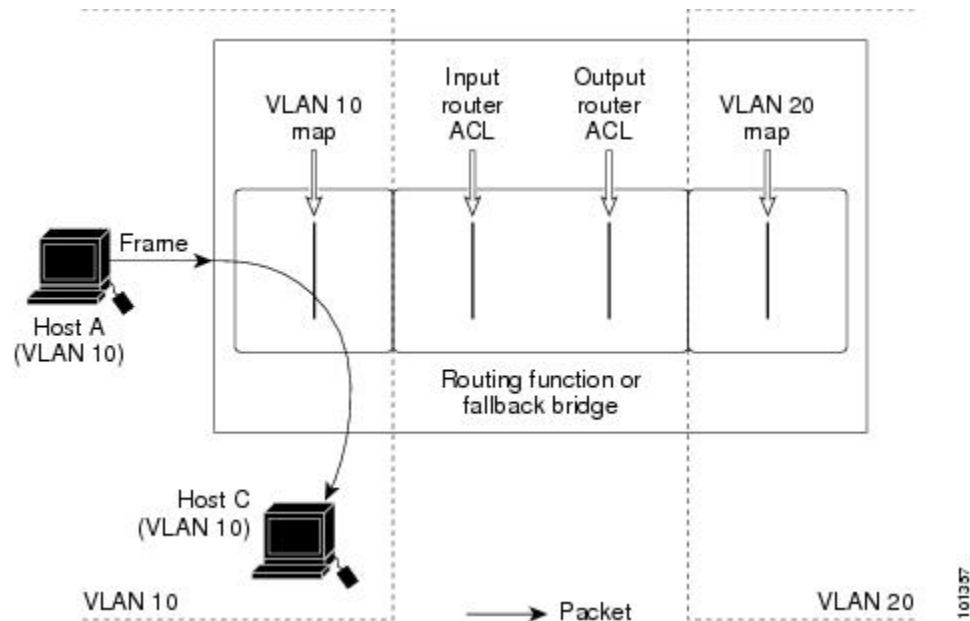 VLAN 10
map
Input
router
ACL
Output
router
ACL
VLAN 20
map
Frame
Host A
(VLAN 10)
Routing function or
fallback bridge
Host C
(VLAN 10)
VLAN 10
Packet
VLAN 20
101357